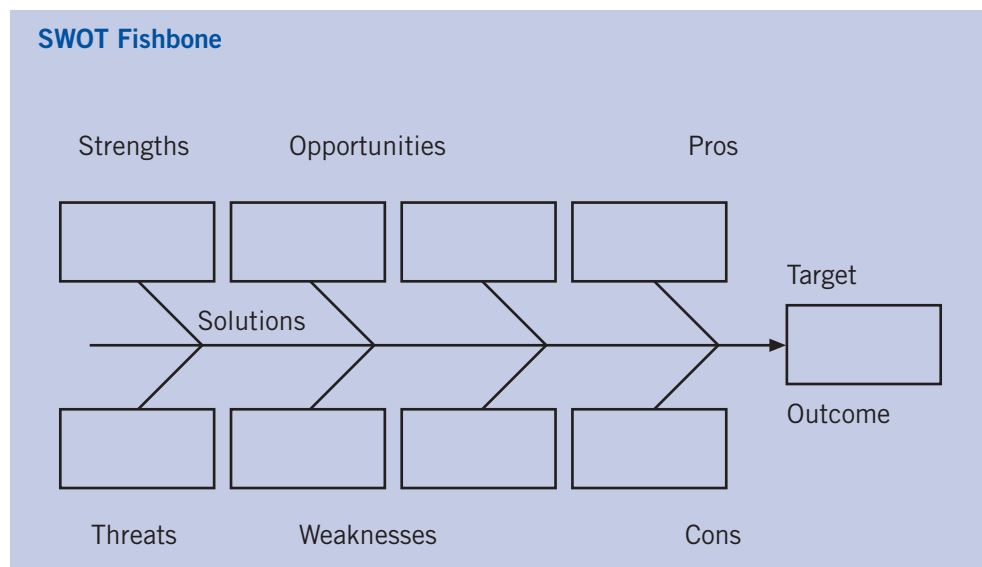 SWOT Fishbone
Strengths Opportunities Pros
Target
Solutions
Outcome
Threats Weaknesses Cons